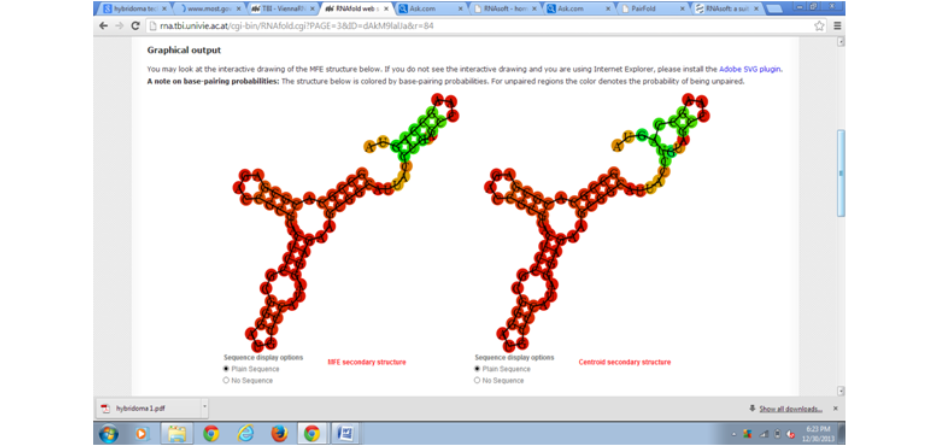 hybridoma tec
www.most.gov
TBI - ViennaRN
RNAfold web s
Ask.com
RNAsoft - hom
Ask.com
PairFold
RNAsoft: a sui
rna.tbi.univie.ac.at/cgi-bin/RNAfold.cgi?PAGE=3&ID=
Graphical output
You may look at the interactive drawing of the MFE structure below. If you do not see the interactive drawing and you are using Internet Explorer, please install the Adobe SVG plugin.
A note on base-pairing probabilities: The structure below is colored by base-pairing probabilities. For unpaired regions the color denotes the probability of being unpaired.
Sequence display options
MFE secondary structure
Plain Sequence
No Sequence
Sequence display options
Centroid secondary structure
Plain Sequence
No Sequence
hybridoma 1.pdf
Show all downloads...
6:23 PM
12/30/2013